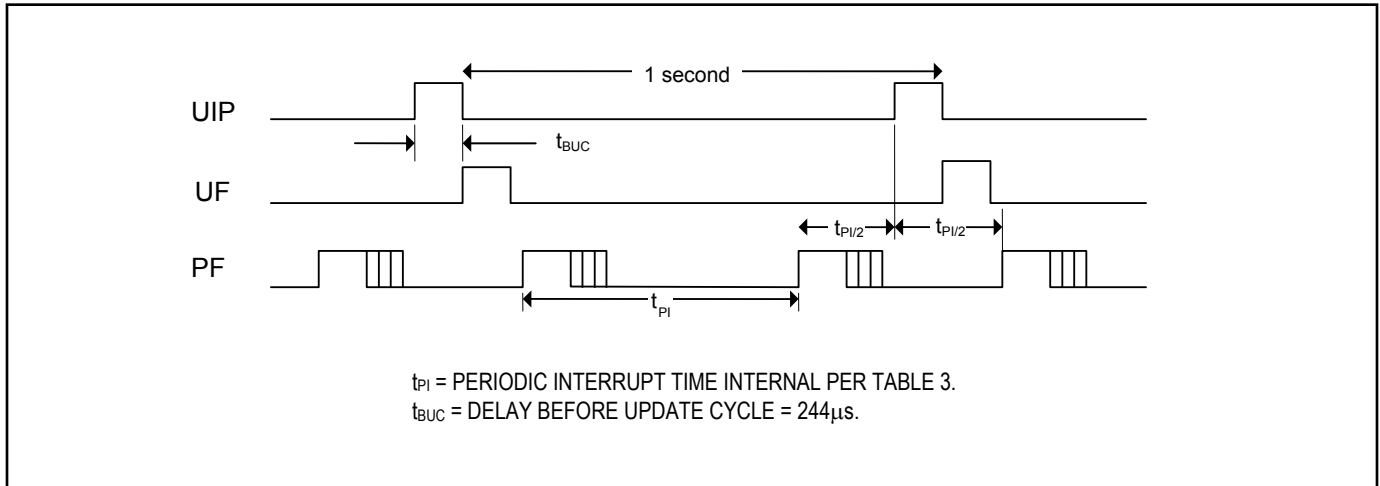 1 second
UIP
tBUC
UF
tPI/2 tPI/2
PF
tPI
tPI = PERIODIC INTERRUPT TIME INTERNAL PER TABLE 3.
tBUC = DELAY BEFORE UPDATE CYCLE = 244μs.